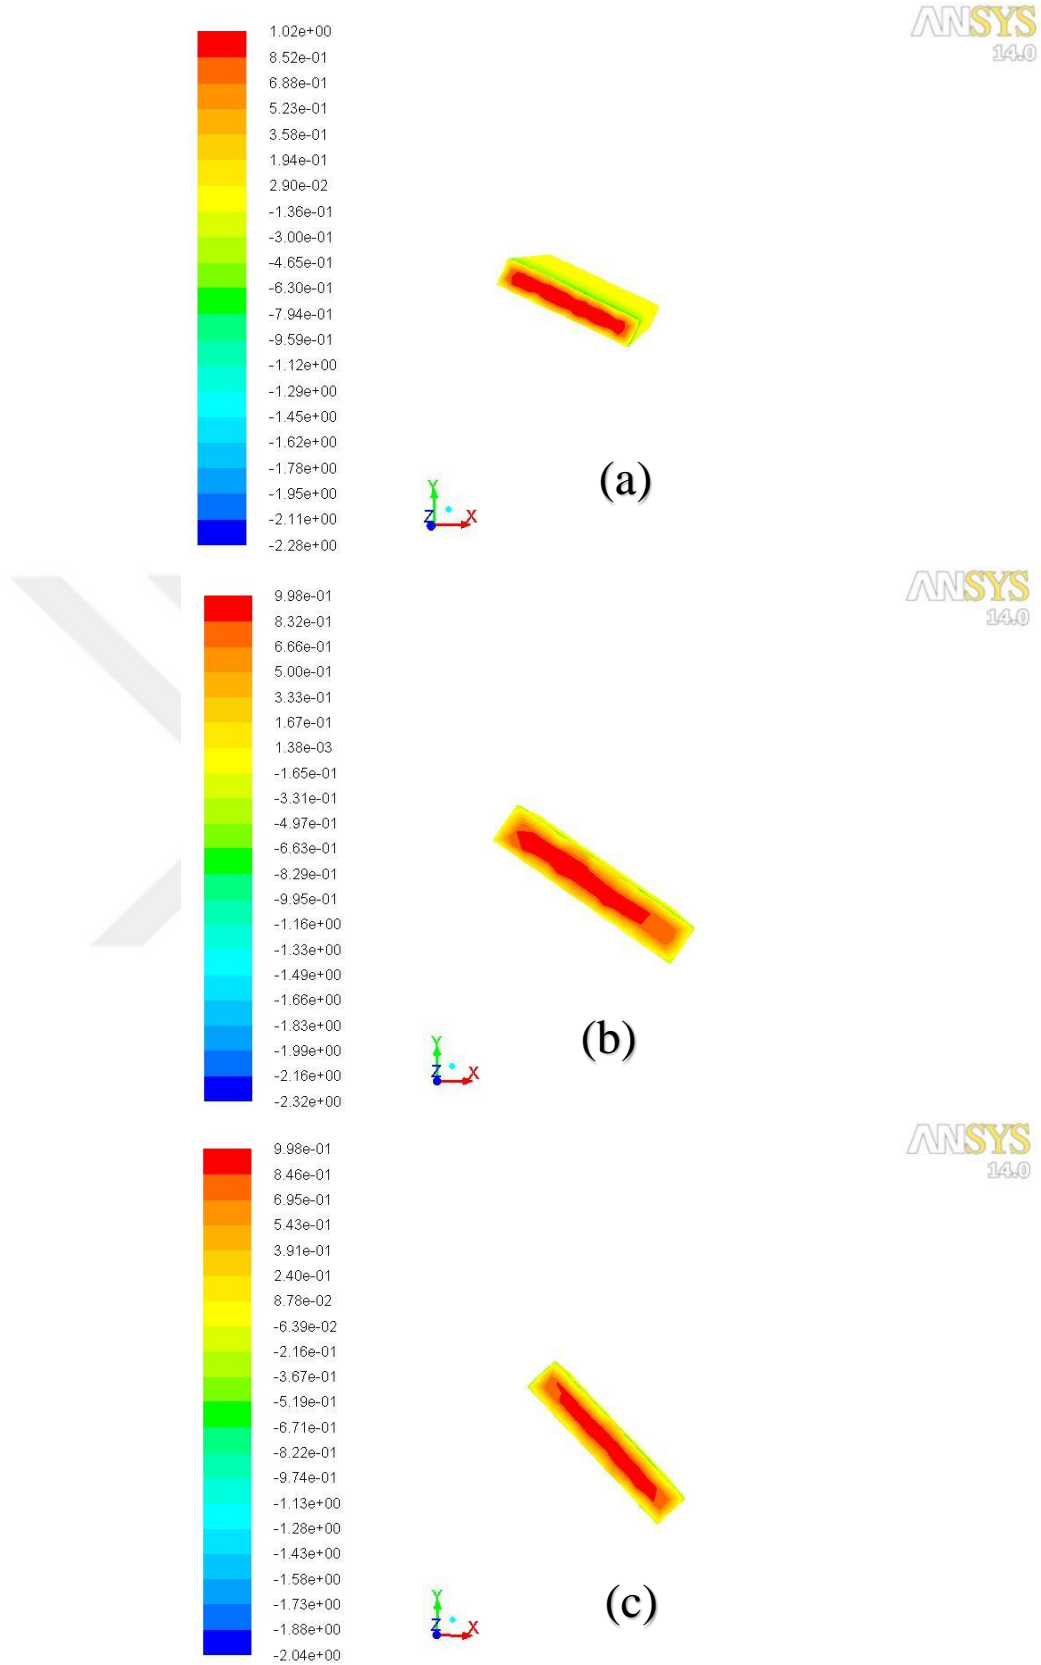 ANSYS
14.0
1.02e+00
8.52e-01
6.88e-01
5.23e-01
3.58e-01
1.94e-01
2.90e-02
-1.36e-01
-3.00e-01
-4.65e-01
-6.30e-01
-7.94e-01
-9.59e-01
-1.12e+00
-1.29e+00
-1.45e+00
-1.62e+00
-1.78e+00
-1.95e+00
-2.11e+00
-2.28e+00
Y
Z
X
(a)
ANSYS
14.0
9.98e-01
8.32e-01
6.66e-01
5.00e-01
3.33e-01
1.67e-01
1.38e-03
-1.65e-01
-3.31e-01
-4.97e-01
-6.63e-01
-8.29e-01
-9.95e-01
-1.16e+00
-1.33e+00
-1.49e+00
-1.66e+00
-1.83e+00
-1.99e+00
-2.16e+00
-2.32e+00
Y
Z
X
(b)
ANSYS
14.0
9.98e-01
8.46e-01
6.95e-01
5.43e-01
3.91e-01
2.40e-01
8.78e-02
-6.39e-02
-2.16e-01
-3.67e-01
-5.19e-01
-6.71e-01
-8.22e-01
-9.74e-01
-1.13e+00
-1.28e+00
-1.43e+00
-1.58e+00
-1.73e+00
-1.88e+00
-2.04e+00
Y
Z
X
(c)